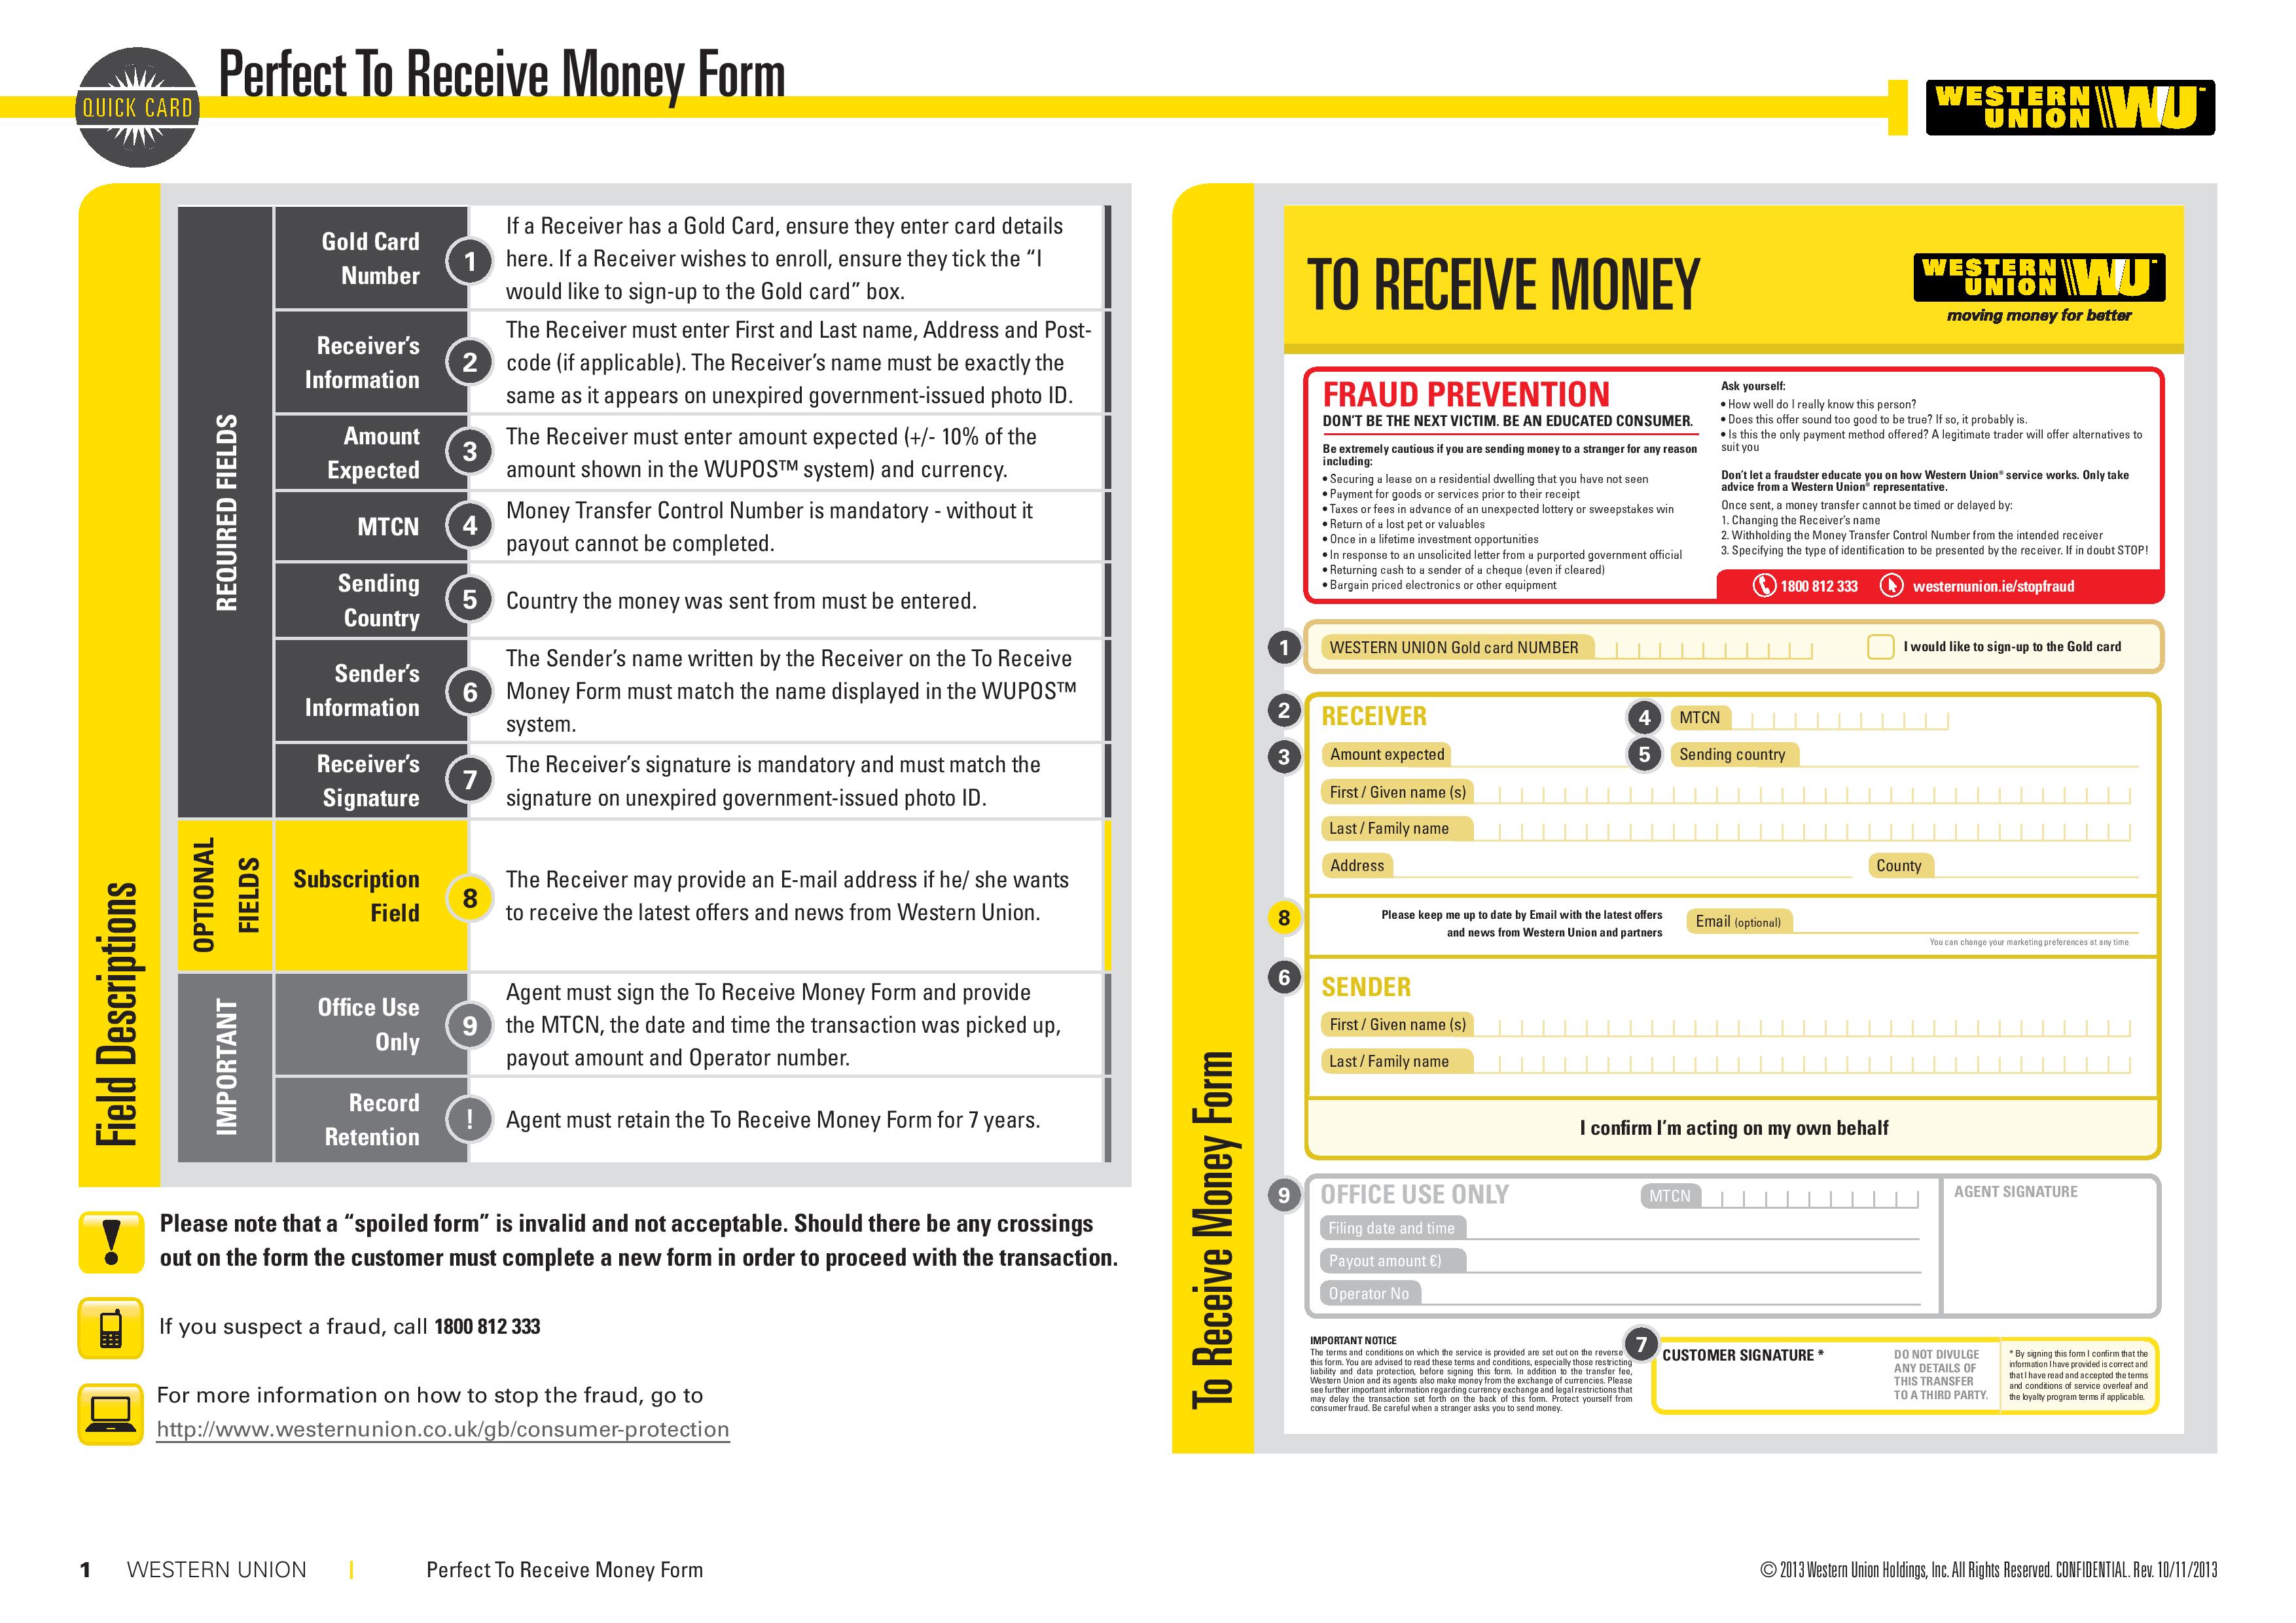 QUICK CARD
Perfect To Receive Money Form
WESTERN UNION WU
Field Descriptions
REQUIRED FIELDS
Gold Card Number
1
If a Receiver has a Gold Card, ensure they enter card details
here. If a Receiver wishes to enroll, ensure they tick the “I
would like to sign-up to the Gold card” box.
Receiver’s Information
2
The Receiver must enter First and Last name, Address and Post-
code (if applicable). The Receiver’s name must be exactly the
same as it appears on unexpired government-issued photo ID.
Amount Expected
3
The Receiver must enter amount expected (+/- 10% of the
amount shown in the WUPOS™ system) and currency.
MTCN
4
Money Transfer Control Number is mandatory - without it
payout cannot be completed.
Sending Country
5
Country the money was sent from must be entered.
Sender’s Information
6
The Sender’s name written by the Receiver on the To Receive
Money Form must match the name displayed in the WUPOS™
system.
Receiver’s Signature
7
The Receiver’s signature is mandatory and must match the
signature on unexpired government-issued photo ID.
OPTIONAL FIELDS
Subscription Field
8
The Receiver may provide an E-mail address if he/ she wants
to receive the latest offers and news from Western Union.
IMPORTANT
Office Use Only
9
Agent must sign the To Receive Money Form and provide
the MTCN, the date and time the transaction was picked up,
payout amount and Operator number.
Record Retention
!
Agent must retain the To Receive Money Form for 7 years.
Please note that a “spoiled form” is invalid and not acceptable. Should there be any crossings
out on the form the customer must complete a new form in order to proceed with the transaction.
If you suspect a fraud, call 1800 812 333
For more information on how to stop the fraud, go to
http://www.westernunion.co.uk/gb/consumer-protection
To Receive Money Form
TO RECEIVE MONEY
WESTERN UNION WU
moving money for better
FRAUD PREVENTION
DON’T BE THE NEXT VICTIM. BE AN EDUCATED CONSUMER.
Be extremely cautious if you are sending money to a stranger for any reason
including:
• Securing a lease on a residential dwelling that you have not seen
• Payment for goods or services prior to their receipt
• Taxes or fees in advance of an unexpected lottery or sweepstakes win
• Return of a lost pet or valuables
• Once in a lifetime investment opportunities
• In response to an unsolicited letter from a purported government official
• Returning cash to a sender of a cheque (even if cleared)
• Bargain priced electronics or other equipment
Ask yourself:
• How well do I really know this person?
• Does this offer sound too good to be true? If so, it probably is.
• Is this the only payment method offered? A legitimate trader will offer alternatives to
suit you
Don’t let a fraudster educate you on how Western Union® service works. Only take
advice from a Western Union® representative.
Once sent, a money transfer cannot be timed or delayed by:
1. Changing the Receiver’s name
2. Withholding the Money Transfer Control Number from the intended receiver
3. Specifying the type of identification to be presented by the receiver. If in doubt STOP!
1800 812 333 westernunion.ie/stopfraud
1 WESTERN UNION Gold card NUMBER I would like to sign-up to the Gold card
2 RECEIVER 4 MTCN
3 Amount expected 5 Sending country
First / Given name (s)
Last / Family name
Address County
8 Please keep me up to date by Email with the latest offers
and news from Western Union and partners
Email (optional)
You can change your marketing preferences at any time
6 SENDER
First / Given name (s)
Last / Family name
I confirm I’m acting on my own behalf
9 OFFICE USE ONLY MTCN AGENT SIGNATURE
Filing date and time
Payout amount €)
Operator No
IMPORTANT NOTICE
The terms and conditions on which the service is provided are set out on the reverse
this form. You are advised to read these terms and conditions, especially those restricting
liability and data protection, before signing this form. In addition to the transfer fee,
Western Union and its agents also make money from the exchange of currencies. Please
see further important information regarding currency exchange and legal restrictions that
may delay the transaction set forth on the back of this form. Protect yourself from
consumer fraud. Be careful when a stranger asks you to send money.
7 CUSTOMER SIGNATURE *
DO NOT DIVULGE
ANY DETAILS OF
THIS TRANSFER
TO A THIRD PARTY.
* By signing this form I confirm that the
information I have provided is correct and
that I have read and accepted the terms
and conditions of service overleaf and
the loyalty program terms if applicable.
1 WESTERN UNION | Perfect To Receive Money Form
© 2013 Western Union Holdings, Inc. All Rights Reserved. CONFIDENTIAL. Rev. 10/11/2013